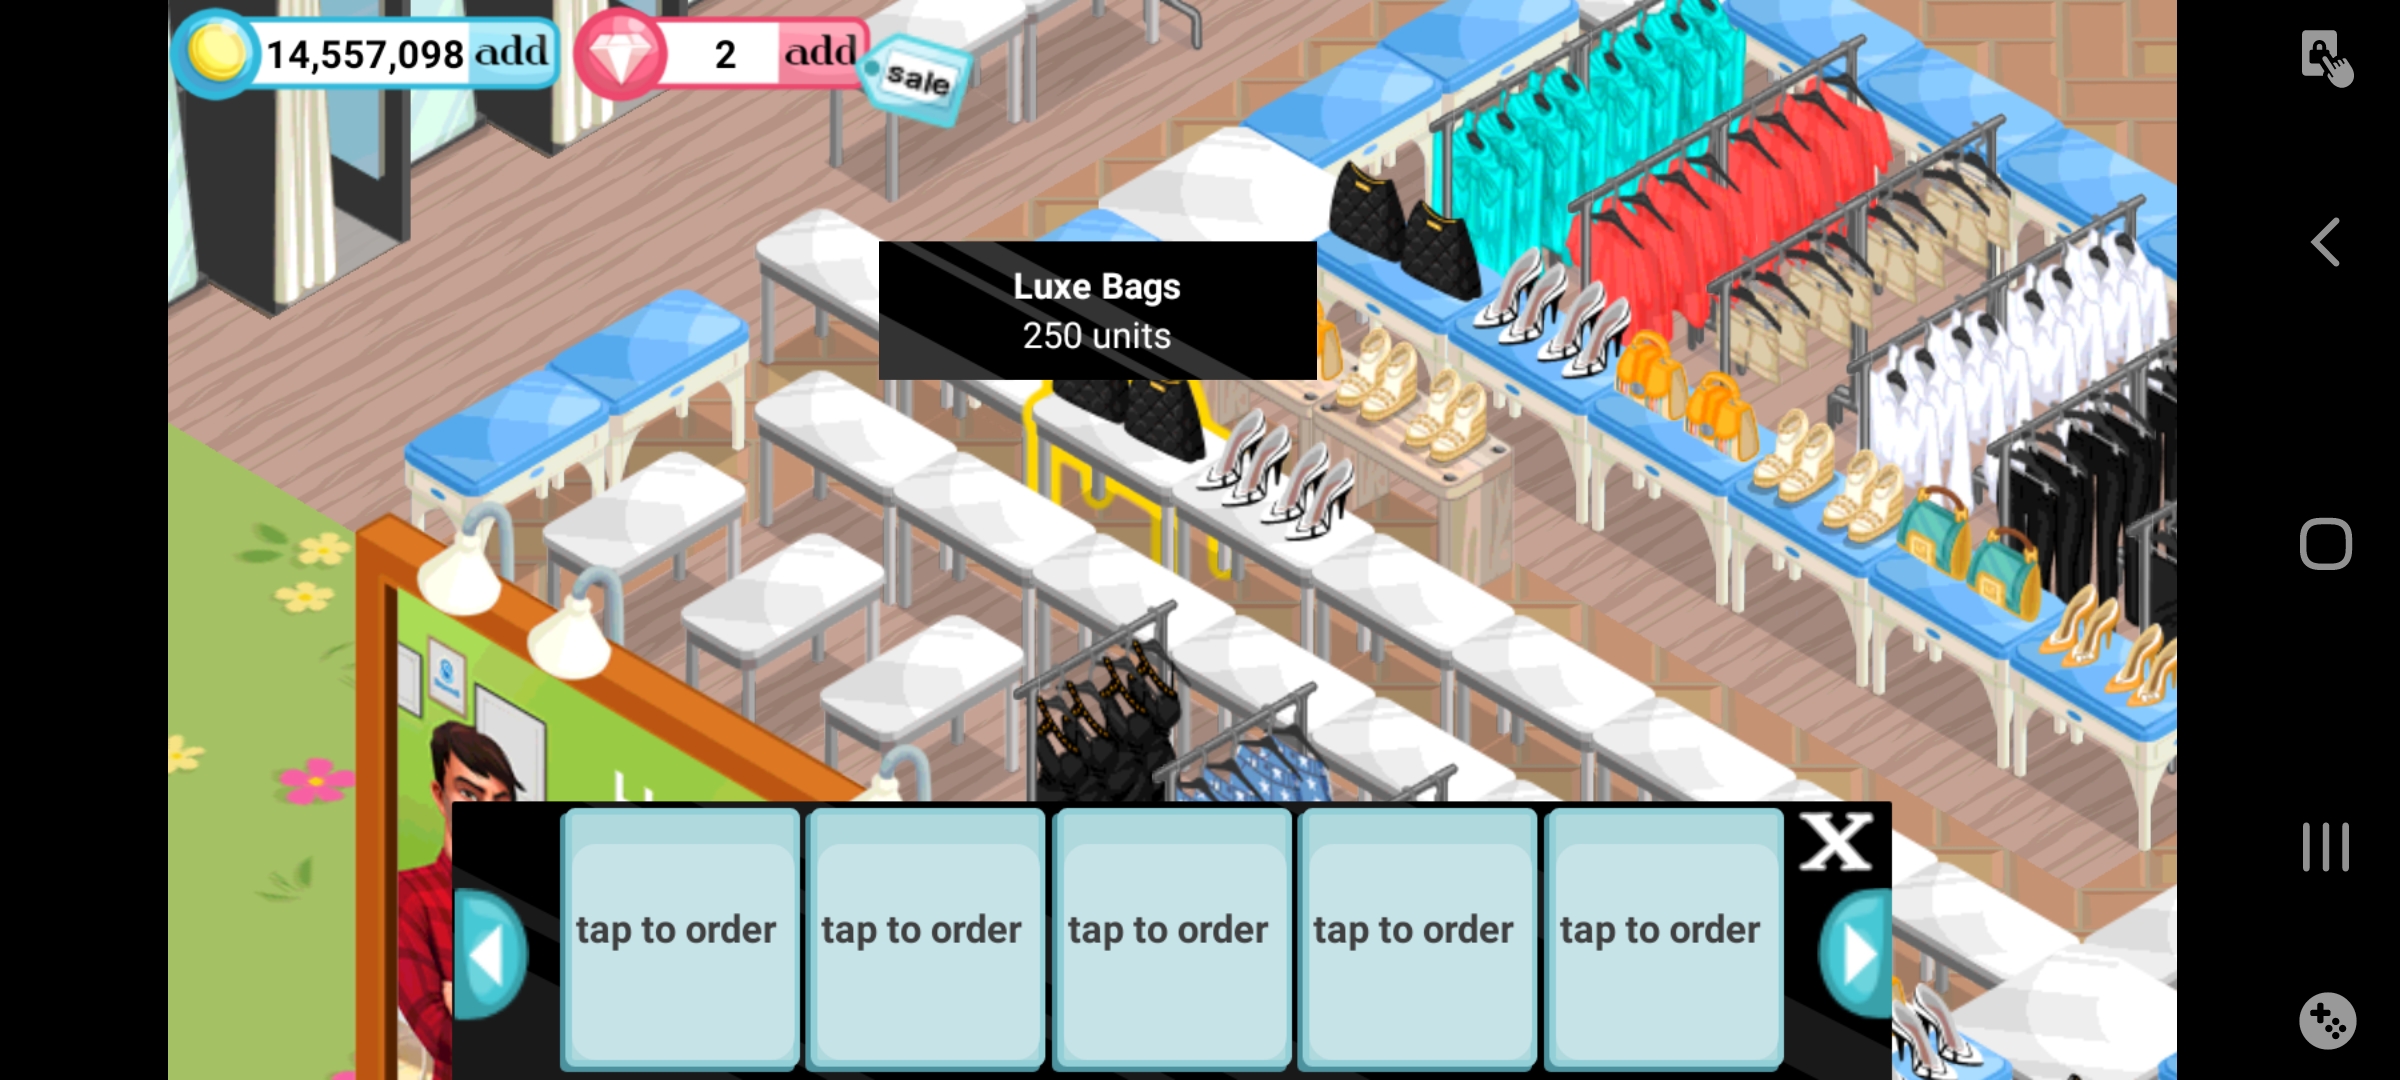 14,557,098 add
2 add
sale
Luxe Bags
250 units
X
tap to order
tap to order
tap to order
tap to order
tap to order